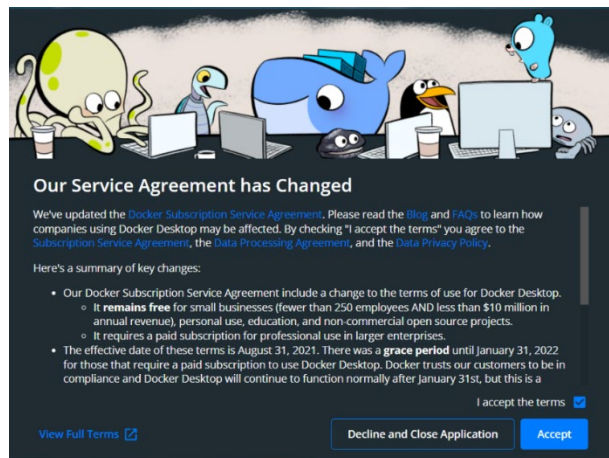 Our Service Agreement has Changed
We've updated the Docker Subscription Service Agreement. Please read the Blog and FAQs to learn how
companies using Docker Desktop may be affected. By checking "I accept the terms" you agree to the
Subscription Service Agreement, the Data Processing Agreement, and the Data Privacy Policy.
Here's a summary of key changes:
• Our Docker Subscription Service Agreement include a change to the terms of use for Docker Desktop.
◦ It remains free for small businesses (fewer than 250 employees AND less than $10 million in
annual revenue), personal use, education, and non-commercial open source projects.
◦ It requires a paid subscription for professional use in larger enterprises.
• The effective date of these terms is August 31, 2021. There was a grace period until January 31, 2022
for those that require a paid subscription to use Docker Desktop. Docker trusts our customers to be in
compliance and Docker Desktop will continue to function normally after January 31st, but this is a
I accept the terms
View Full Terms
Decline and Close Application
Accept